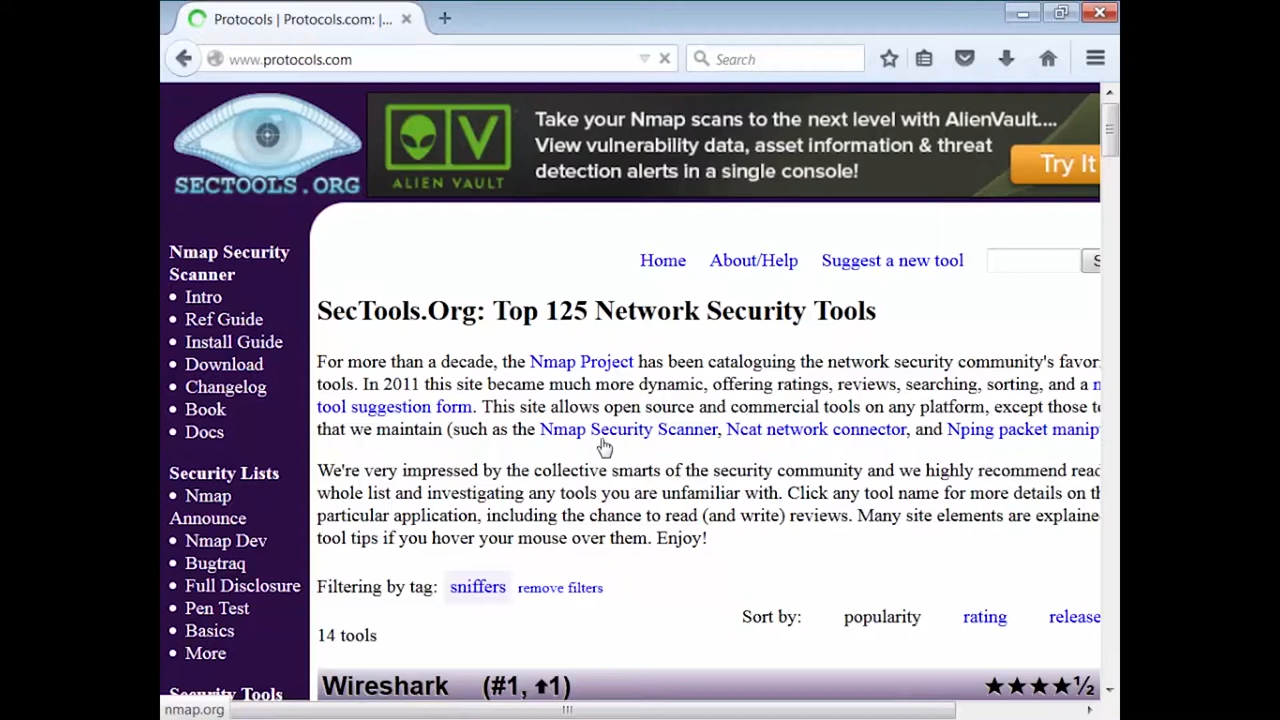 Protocols | Protocols.com: |...
www.protocols.com
Search
SECTOOLS.ORG
ALIEN VAULT
Take your Nmap scans to the next level with AlienVault....
View vulnerability data, asset information & threat
detection alerts in a single console!
Try It
Nmap Security
Scanner
• Intro
• Ref Guide
• Install Guide
• Download
• Changelog
• Book
• Docs
Security Lists
• Nmap
Announce
• Nmap Dev
• Bugtraq
• Full Disclosure
• Pen Test
• Basics
• More
Security Tools
Home About/Help Suggest a new tool S
SecTools.Org: Top 125 Network Security Tools
For more than a decade, the Nmap Project has been cataloguing the network security community's favor
tools. In 2011 this site became much more dynamic, offering ratings, reviews, searching, sorting, and a n
tool suggestion form. This site allows open source and commercial tools on any platform, except those to
that we maintain (such as the Nmap Security Scanner, Ncat network connector, and Nping packet manip
We're very impressed by the collective smarts of the security community and we highly recommend read
whole list and investigating any tools you are unfamiliar with. Click any tool name for more details on th
particular application, including the chance to read (and write) reviews. Many site elements are explaine
tool tips if you hover your mouse over them. Enjoy!
Filtering by tag: sniffers remove filters
Sort by: popularity rating release
14 tools
Wireshark (#1, ⬆1) ★★★★½
nmap.org